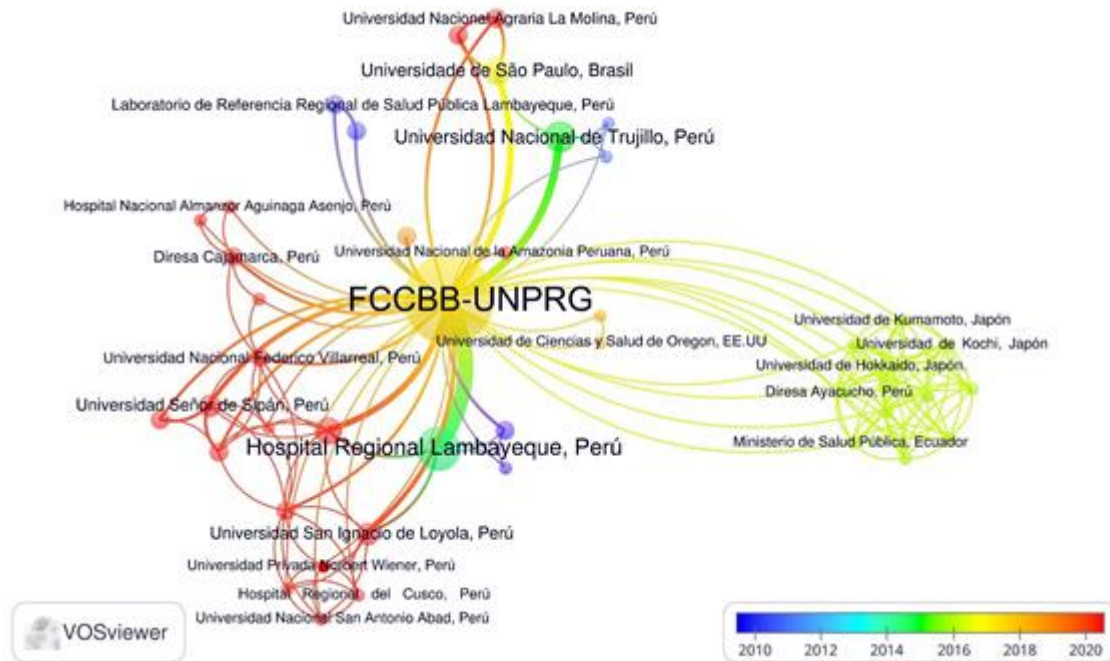 Universidad Nacional Agraria La Molina, Perú
Universidade de São Paulo, Brasil
Laboratorio de Referencia Regional de Salud Pública Lambayeque, Perú
Universidad Nacional de Trujillo, Perú
Hospital Nacional Almanzor Aguinaga Asenjo, Perú
Universidad Nacional de la Amazonia Peruana, Perú
Diresa Cajamarca, Perú
FCCBB-UNPRG
Universidad de Kumamoto, Japón
Universidad de Ciencias y Salud de Oregon, EE.UU
Universidad de Kochi, Japón
Universidad Nacional Federico Villarreal, Perú
Universidad de Hokkaido, Japón
Diresa Ayacucho, Perú
Universidad Señor de Sipán, Perú
Ministerio de Salud Pública, Ecuador
Hospital Regional Lambayeque, Perú
Universidad San Ignacio de Loyola, Perú
Universidad Privada Norbert Wiener, Perú
Hospital Regional del Cusco, Perú
Universidad Nacional San Antonio Abad, Perú
VOSviewer
2010 2012 2014 2016 2018 2020